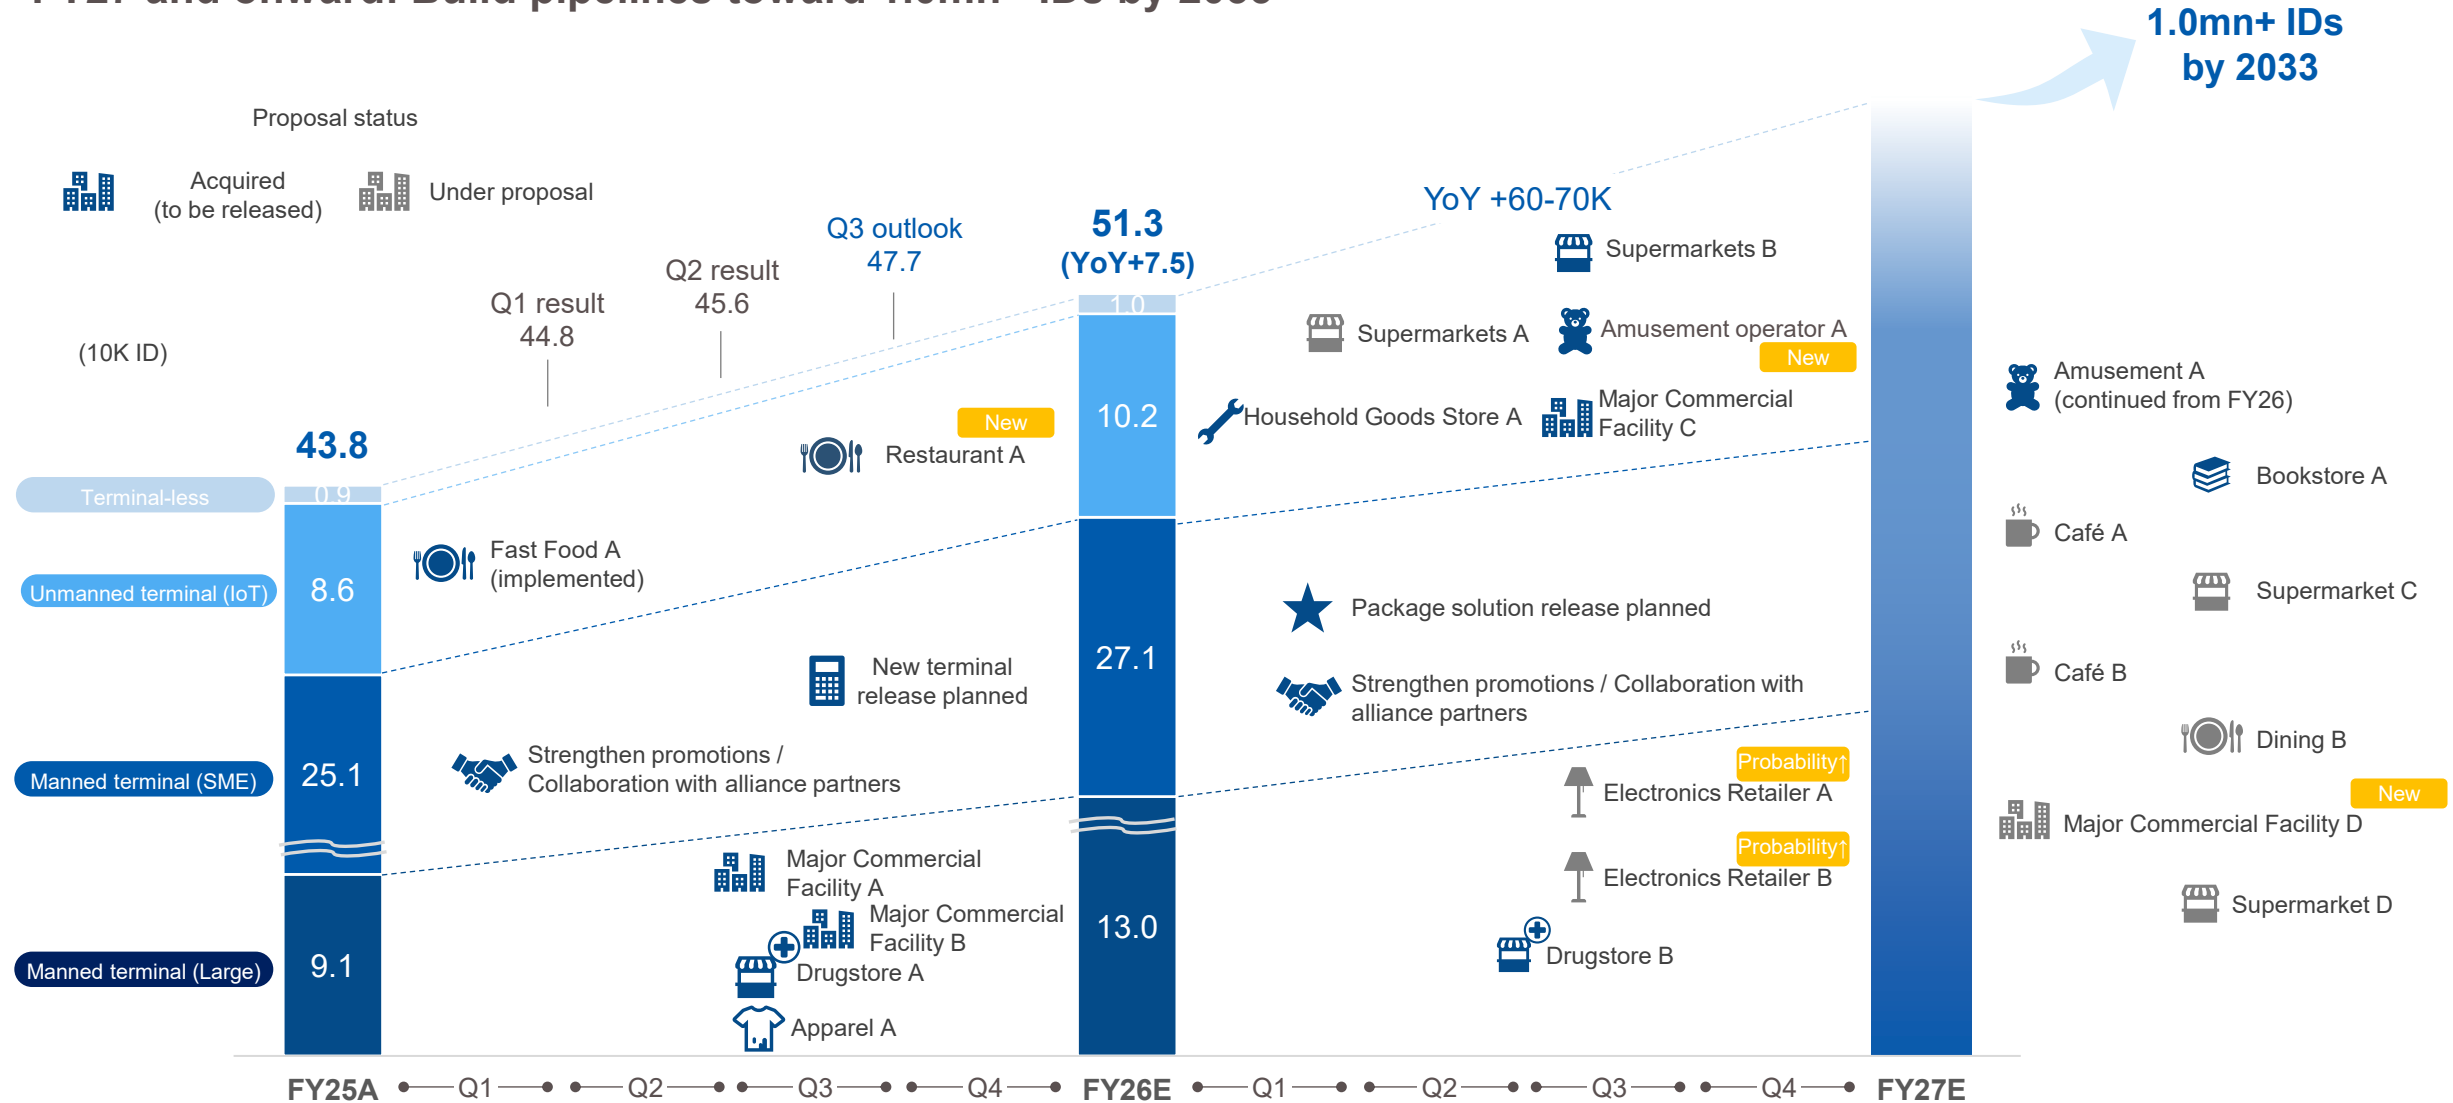 1.0mn+ IDs
by 2033
Proposal status
Acquired
(to be released)
Under proposal
(10K ID)
Q1 result
44.8
Q2 result
45.6
Q3 outlook
47.7
51.3
(YoY+7.5)
YoY +60-70K
43.8
Terminal-less
0.9
1.0
Unmanned terminal (IoT)
8.6
10.2
Manned terminal (SME)
25.1
27.1
Manned terminal (Large)
9.1
13.0
Fast Food A
(implemented)
New
Restaurant A
New terminal
release planned
Strengthen promotions /
Collaboration with alliance partners
Major Commercial
Facility A
Major Commercial
Facility B
Drugstore A
Apparel A
Supermarkets B
Supermarkets A
Amusement operator A
New
Household Goods Store A
Major Commercial
Facility C
Package solution release planned
Strengthen promotions / Collaboration with
alliance partners
Probability↑
Electronics Retailer A
Probability↑
Electronics Retailer B
Drugstore B
Amusement A
(continued from FY26)
Bookstore A
Café A
Supermarket C
Café B
Dining B
New
Major Commercial Facility D
Supermarket D
FY25A
Q1
Q2
Q3
Q4
FY26E
Q1
Q2
Q3
Q4
FY27E